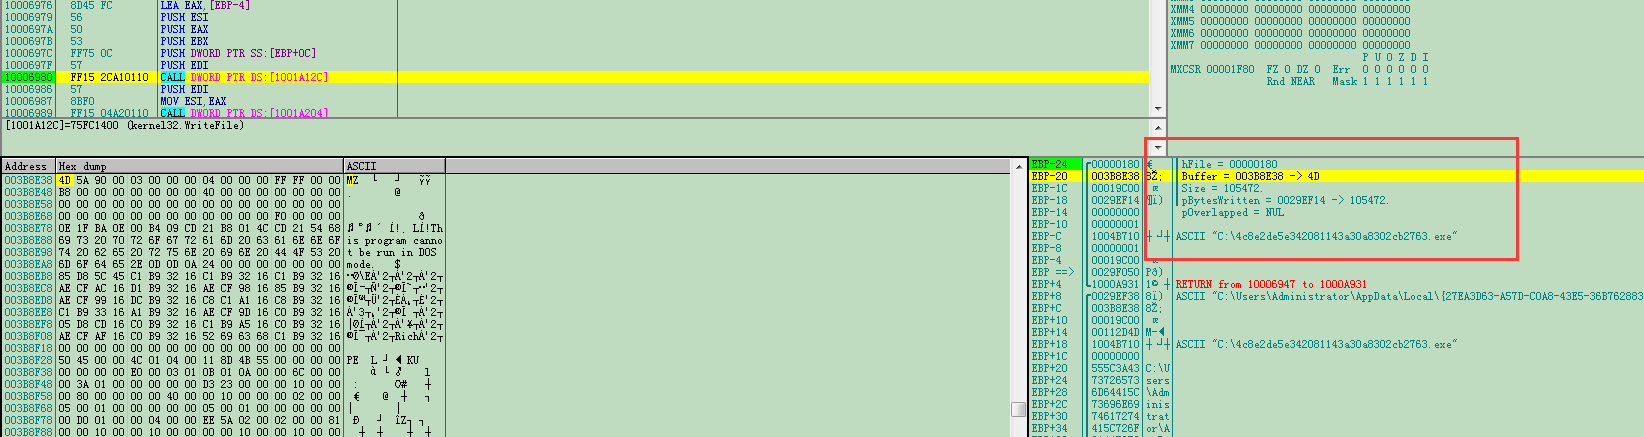 10006976 8D45 FC LEA EAX,[EBP-4]
10006979 56 PUSH ESI
1000697A 50 PUSH EAX
1000697B 53 PUSH EBX
1000697C FF75 0C PUSH DWORD PTR SS:[EBP+0C]
1000697F 57 PUSH EDI
10006980 FF15 2CA10110 CALL DWORD PTR DS:[1001A12C]
10006986 57 PUSH EDI
10006987 8BF0 MOV ESI,EAX
10006989 FF15 04A20110 CALL DWORD PTR DS:[1001A204]
[1001A12C]=75FC1400 (kernel32.WriteFile)
XMM4 00000000 00000000 00000000 00000000
XMM5 00000000 00000000 00000000 00000000
XMM6 00000000 00000000 00000000 00000000
XMM7 00000000 00000000 00000000 00000000
P U O Z D I
MXCSR 00001F80 FZ 0 DZ 0 Err 0 0 0 0 0 0
Rnd NEAR Mask 1 1 1 1 1 1
Address Hex dump ASCII
003B8E38 4D 5A 90 00 03 00 00 00 04 00 00 00 FF FF 00 00 MZ
003B8E48 B8 00 00 00 00 00 00 00 40 00 00 00 00 00 00 00 @
003B8E58 00 00 00 00 00 00 00 00 00 00 00 00 00 00 00 00
003B8E68 00 00 00 00 00 00 00 00 00 00 00 00 F0 00 00 00 ð
003B8E78 0E 1F BA 0E 00 B4 09 CD 21 B8 01 4C CD 21 54 68 LÍ!Th
003B8E88 69 73 20 70 72 6F 67 72 61 6D 20 63 61 6E 6E 6F is program canno
003B8E98 74 20 62 65 20 72 75 6E 20 69 6E 20 44 4F 53 20 t be run in DOS
003B8EA8 6D 6F 64 65 2E 0D 0D 0A 24 00 00 00 00 00 00 00 mode. $
003B8EB8 85 D8 5C 45 C1 B9 32 16 C1 B9 32 16 C1 B9 32 16
003B8EC8 AE CF AC 16 D1 B9 32 16 AE CF 98 16 85 B9 32 16
003B8ED8 AE CF 99 16 DC B9 32 16 C8 C1 A1 16 C8 B9 32 16
003B8EE8 C1 B9 33 16 A1 B9 32 16 AE CF 9D 16 C0 B9 32 16
003B8EF8 05 D8 CD 16 C0 B9 32 16 C1 B9 A5 16 C0 B9 32 16
003B8F08 AE CF AF 16 C0 B9 32 16 52 69 63 68 C1 B9 32 16
003B8F18 00 00 00 00 00 00 00 00 00 00 00 00 00 00 00 00
003B8F28 50 45 00 00 4C 01 04 00 11 8D 4B 55 00 00 00 00 PE L KU
003B8F38 00 00 00 00 E0 00 03 01 0B 01 0A 00 00 6C 00 00 à l
003B8F48 00 3A 01 00 00 00 00 00 D3 23 00 00 00 10 00 00 : Ó#
003B8F58 00 80 00 00 00 00 40 00 00 10 00 00 00 02 00 00 € @
003B8F68 05 00 01 00 00 00 00 00 05 00 01 00 00 00 00 00
003B8F78 00 D0 01 00 00 04 00 00 EE 5A 02 00 02 00 00 81 Ð îZ
003B8F88 00 00 10 00 00 10 00 00 00 00 10 00 00 10 00 00
EBP-24 00000180 € hFile = 00000180
EBP-20 003B8E38 8Ž; Buffer = 003B8E38 -> 4D
EBP-1C 00019C00 œ Size = 105472.
EBP-18 0029EF14 ¶ï) pBytesWritten = 0029EF14 -> 105472.
EBP-14 00000000 pOverlapped = NUL
EBP-10 00000001
EBP-C 1004B710 ASCII "C:\4c8e2de5e342081143a30a8302cb2763.exe"
EBP-8 00000001
EBP-4 00019C00 œ
EBP ==> 0029F050 Pð)
EBP+4 1000A931 1© RETURN from 10006947 to 1000A931
EBP+8 0029EF38 8ï) ASCII "C:\Users\Administrator\AppData\Local\{27EA3D63-A57D-C0A8-43E5-36B762883
EBP+C 003B8E38 8Ž;
EBP+10 00019C00 œ
EBP+14 00112D4D M-
EBP+18 1004B710 ASCII "C:\4c8e2de5e342081143a30a8302cb2763.exe"
EBP+1C 00000000
EBP+20 555C3A43 C:\U
EBP+24 73726573 sers
EBP+28 6D64415C \Adm
EBP+2C 73696E69 inis
EBP+30 74617274 trat
EBP+34 415C726F or\A